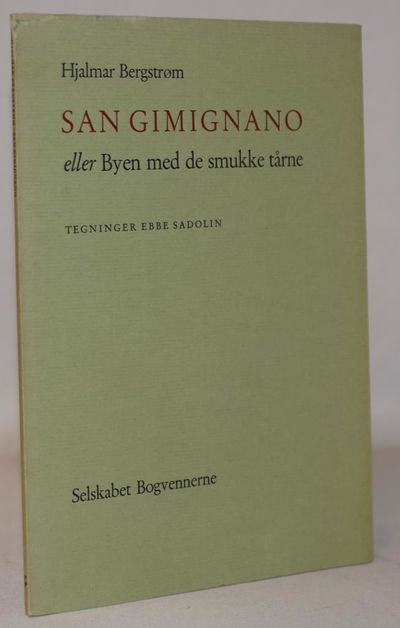 Hjalmar Bergstrøm
SAN GIMIGNANO
eller Byen med de smukke tårne
TEGNINGER EBBE SADOLIN
Selskabet Bogvennerne